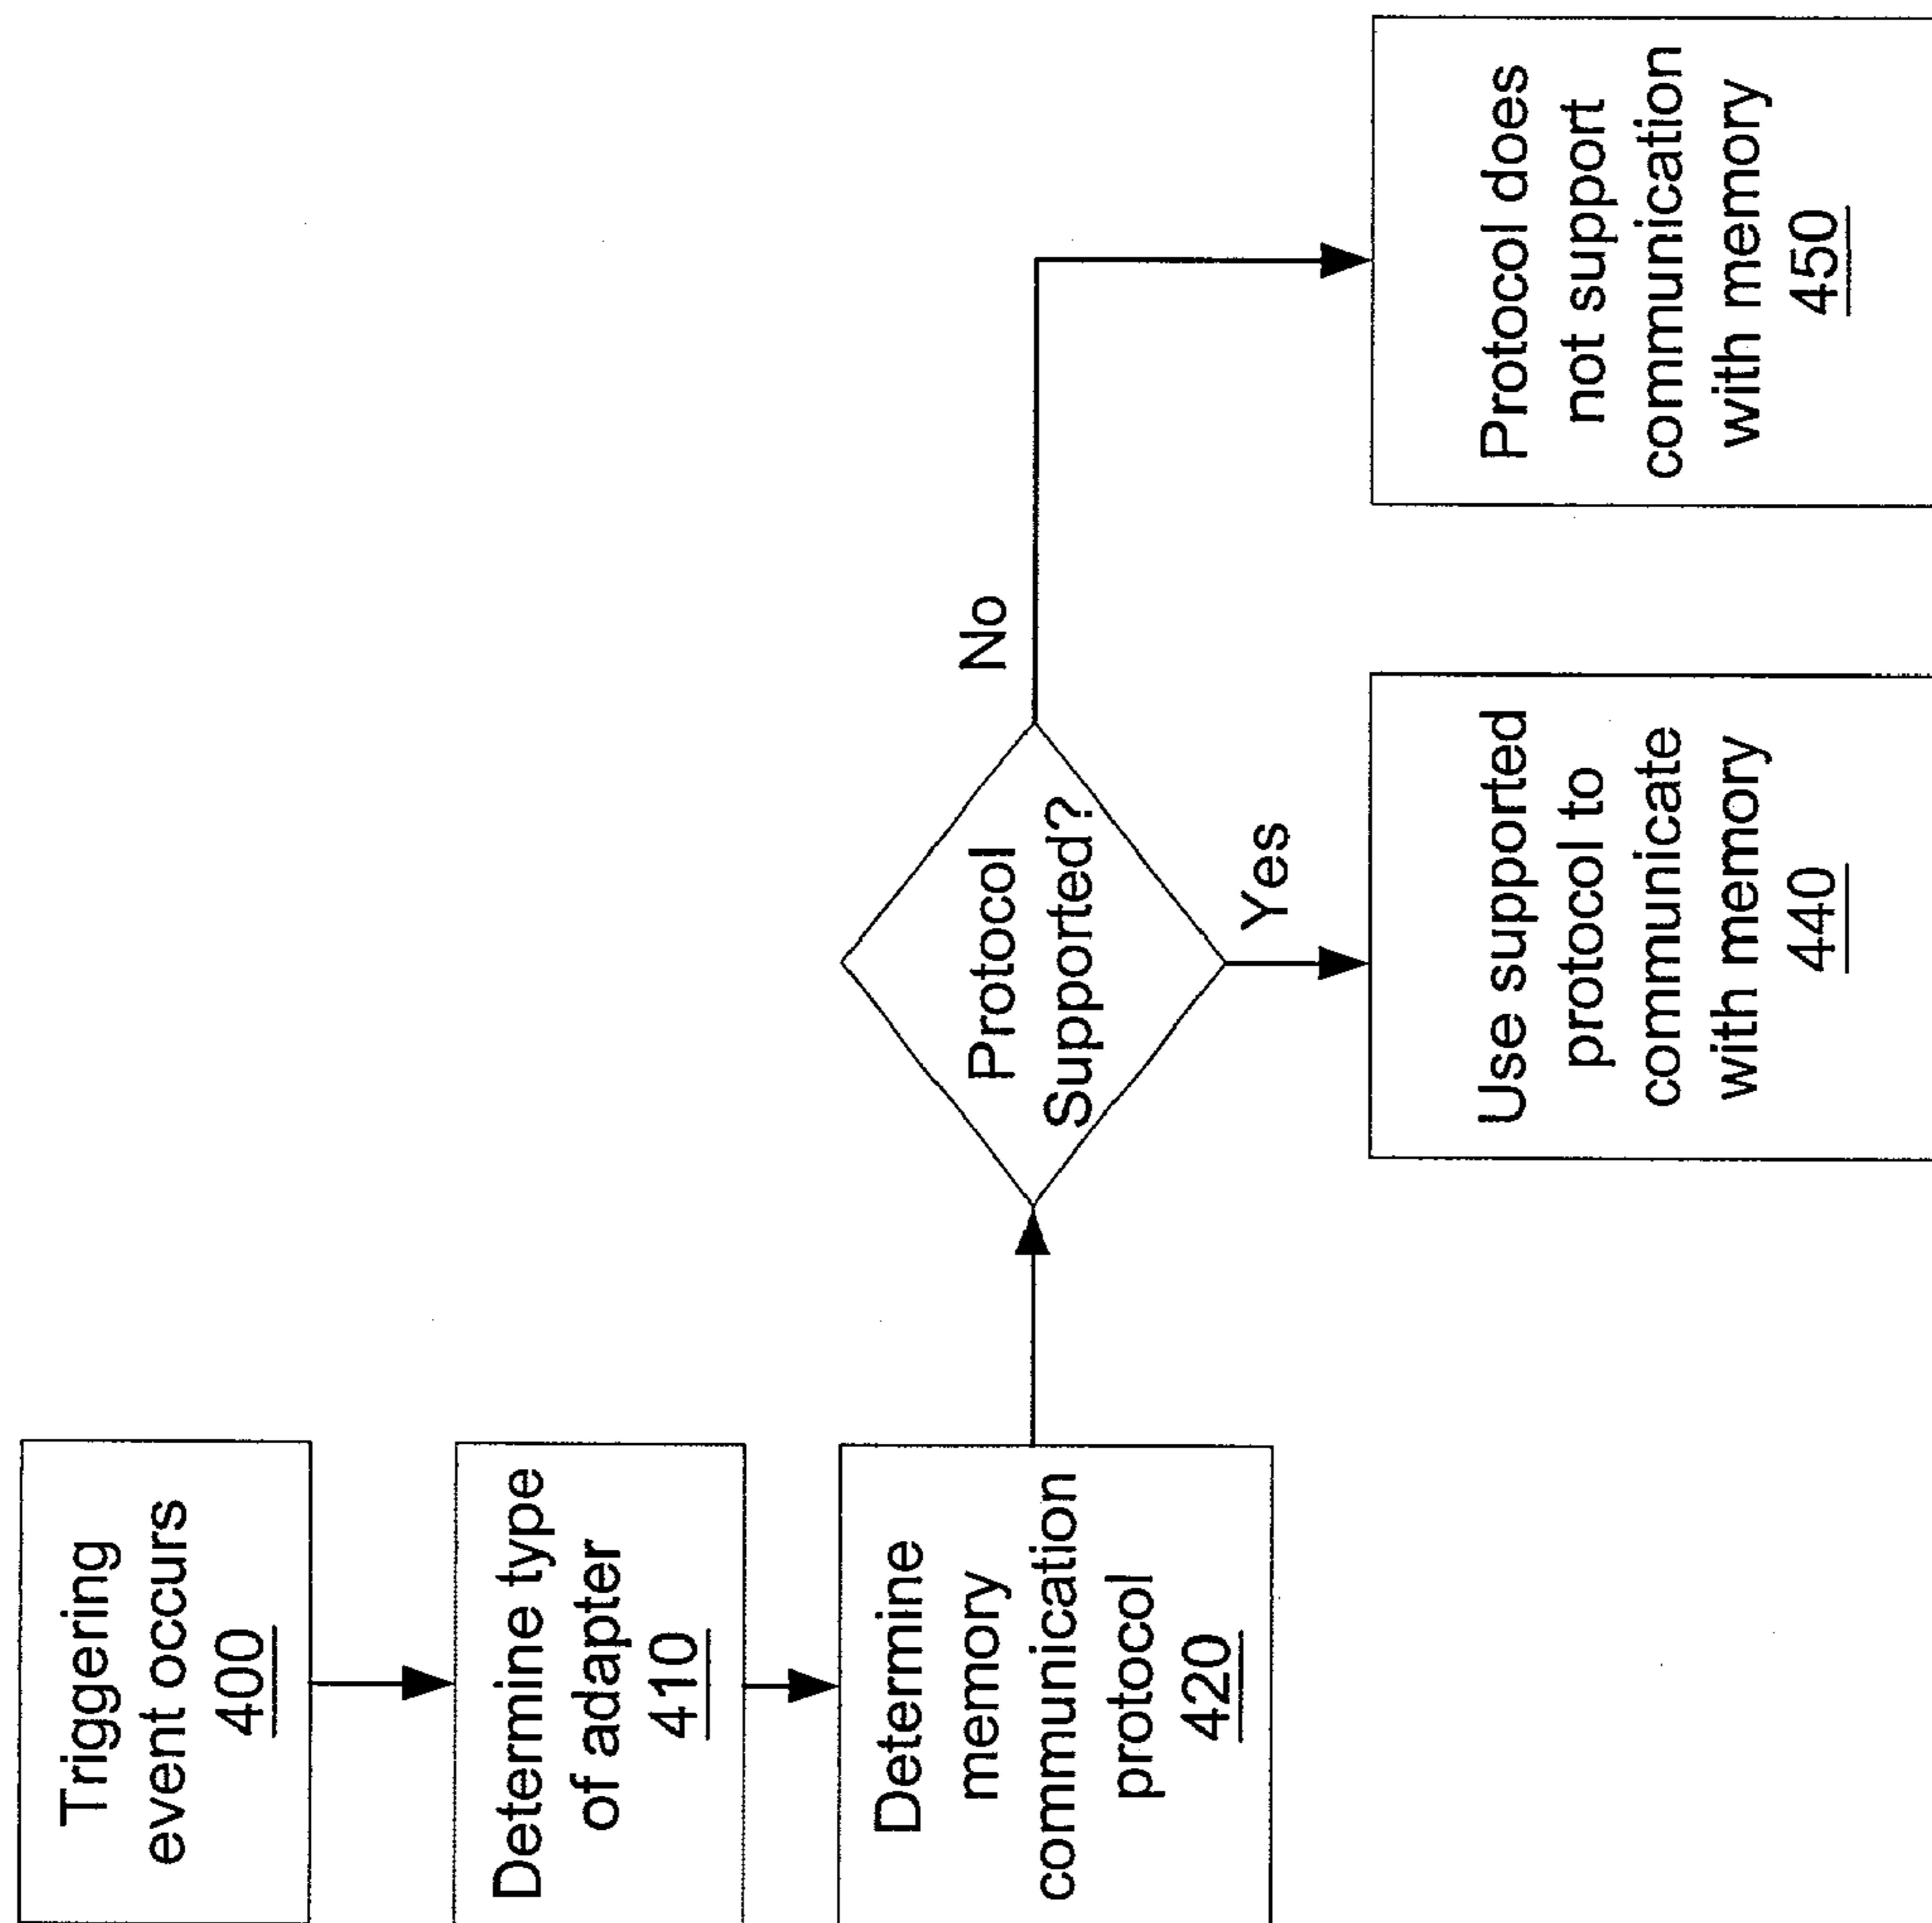 Triggering
event occurs
400
Determine type
of adapter
410
Determine
memory
communication
protocol
420
Protocol
Supported?
No
Yes
Use supported
protocol to
communicate
with memory
440
Protocol does
not support
communication
with memory
450